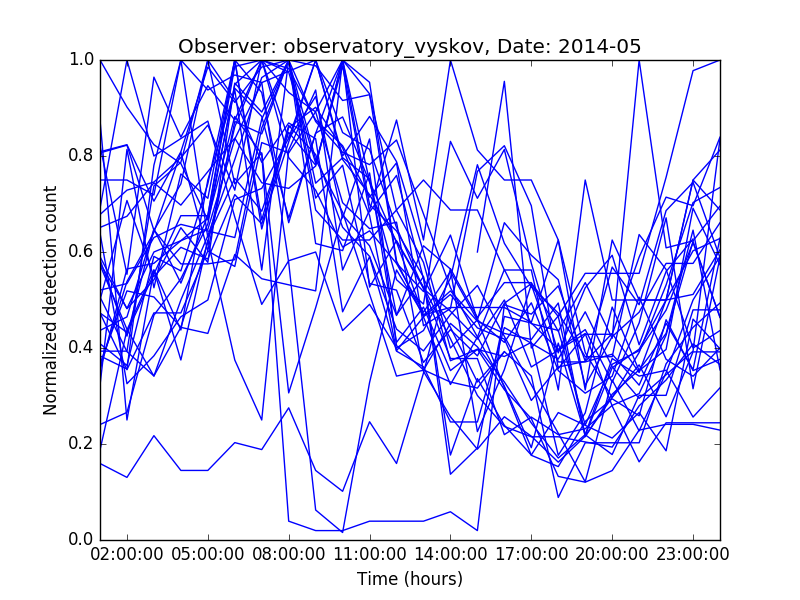 Observer: observatory_vyskov, Date: 2014-05
1.0
0.8
0.6
0.4
0.2
0.0
Normalized detection count
02:00:00 05:00:00 08:00:00 11:00:00 14:00:00 17:00:00 20:00:00 23:00:00
Time (hours)